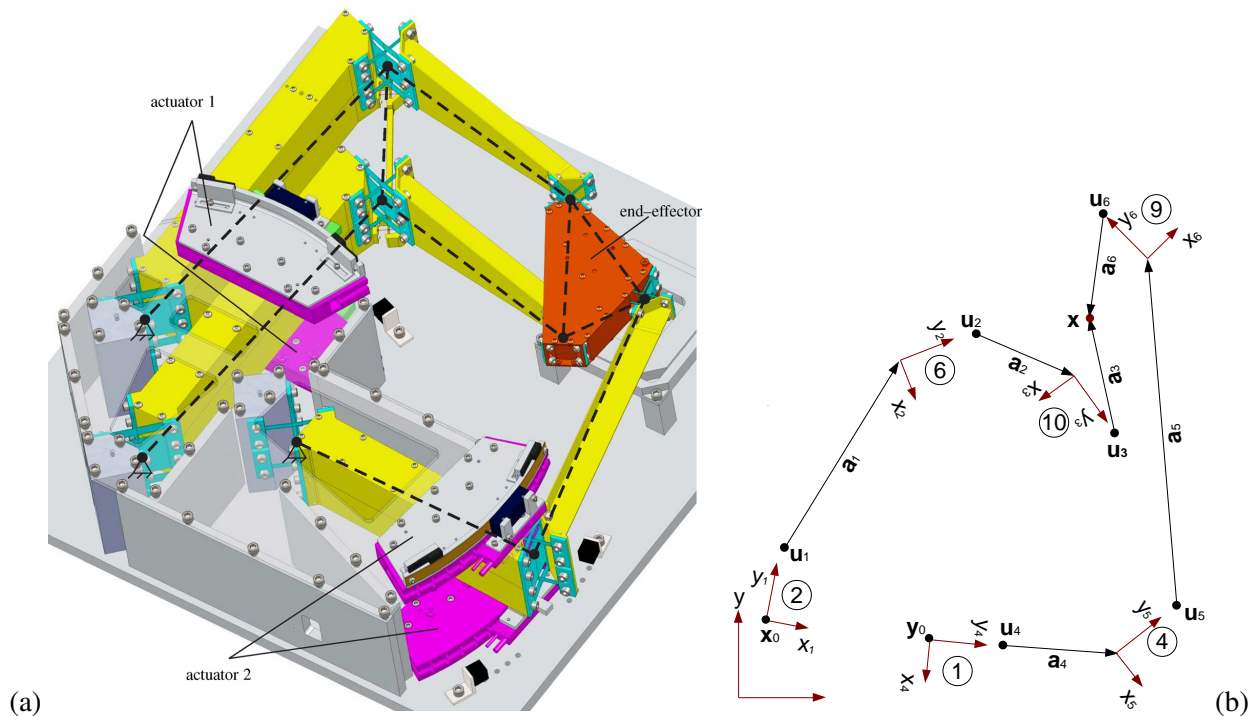 actuator 1
end–effector
actuator 2
(a)
u6
y6
9
x6
a6
x
a3
u2
y2
6
x2
a2
x3
10
y3
u3
a5
a1
u1
y1
2
y
x0
x1
y0
y4
u4
1
x4
a4
y5
u5
4
x5
(b)